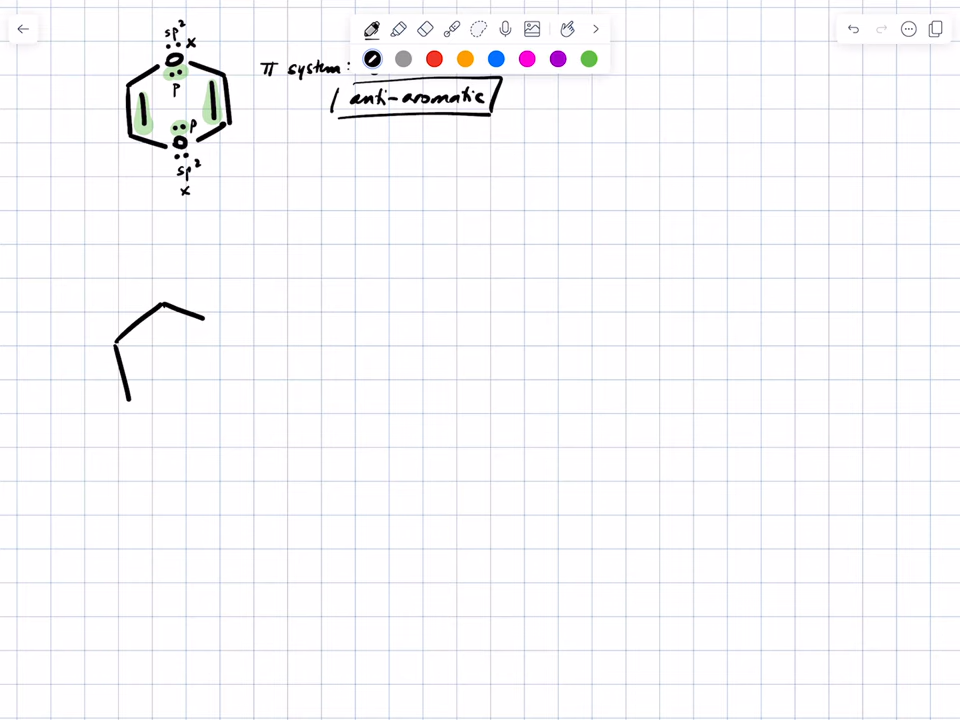 sp²
x
O
p
π system:
anti-aromatic
p
O
sp²
x